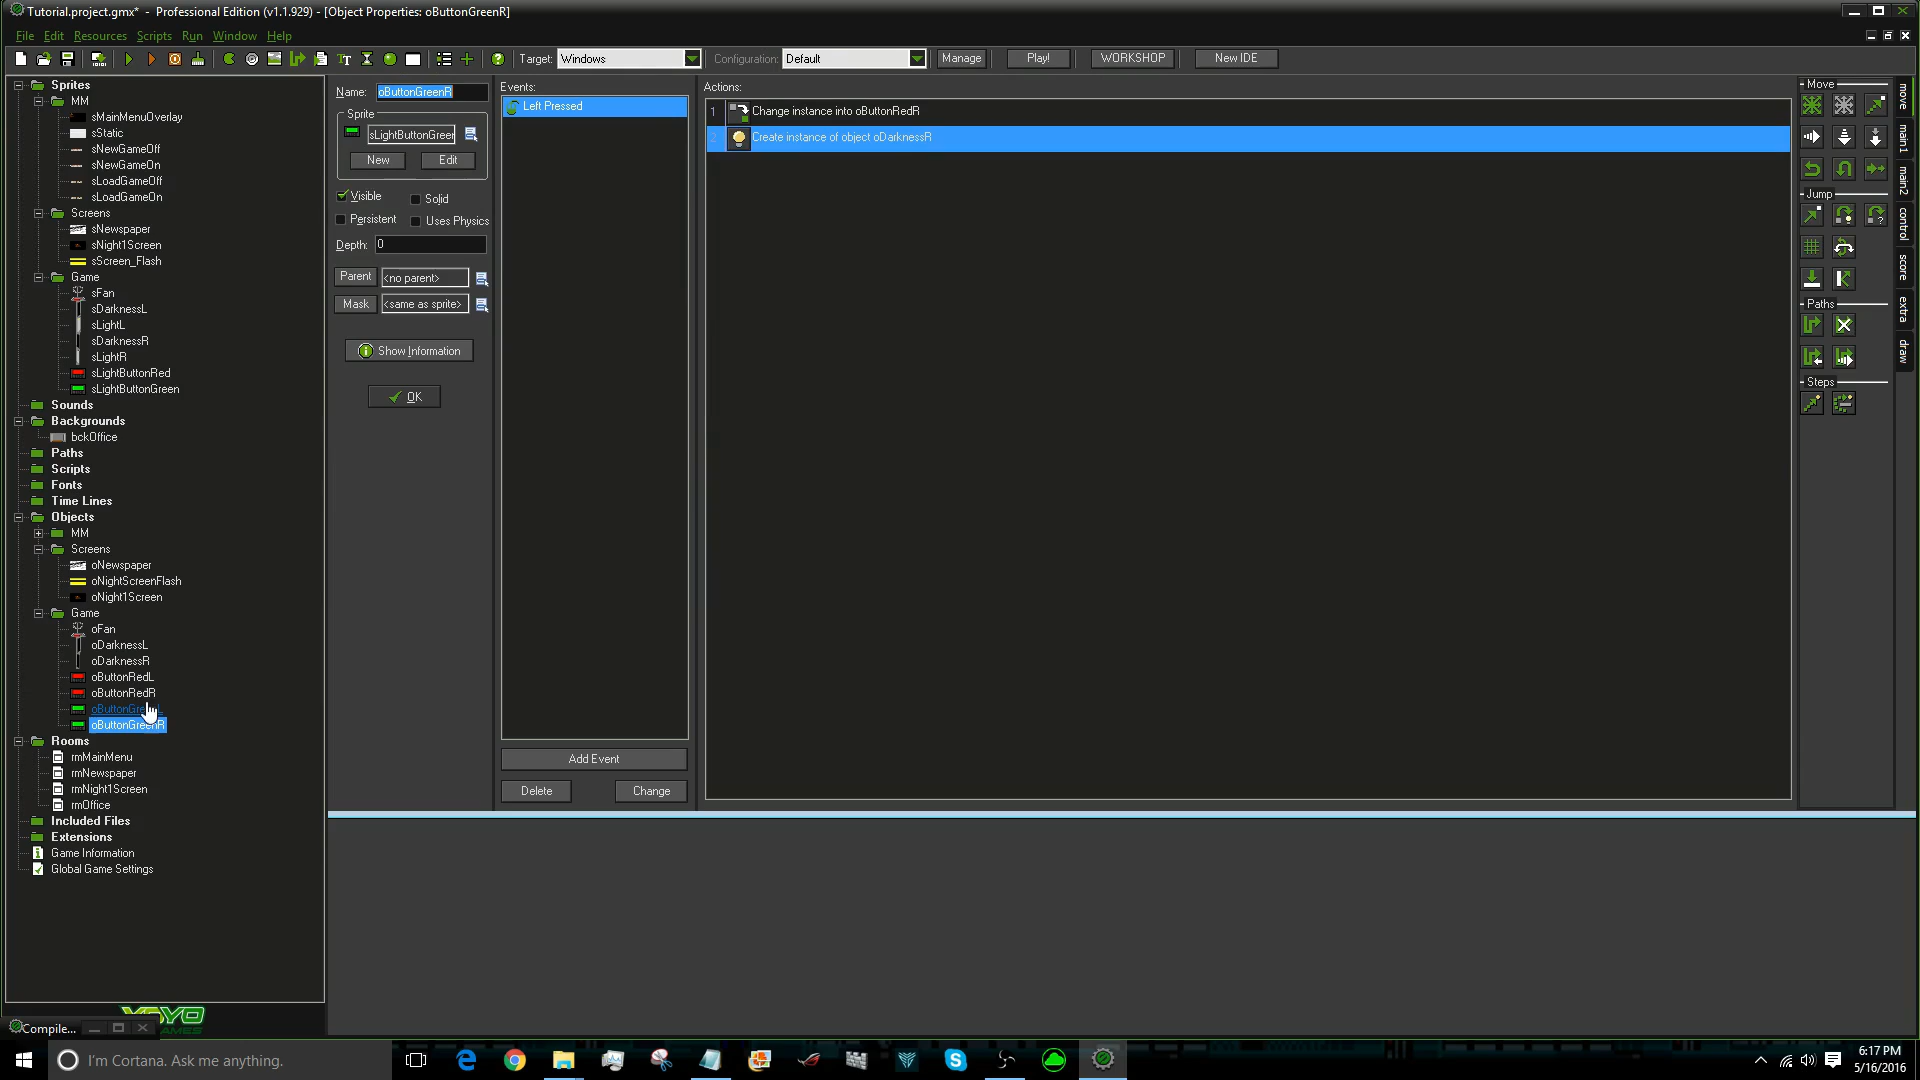 Tutorial.project.gmx* - Professional Edition (v1.1.929) - [Object Properties: oButtonGreenR]
File Edit Resources Scripts Run Window Help
Target: Windows Configuration: Default Manage Play! WORKSHOP New IDE
Sprites
MM
sMainMenuOverlay
sStatic
sNewGameOff
sNewGameOn
sLoadGameOff
sLoadGameOn
Screens
sNewspaper
sNight1Screen
sScreen_Flash
Game
sFan
sDarknessL
sLightL
sDarknessR
sLightR
sLightButtonRed
sLightButtonGreen
Sounds
Backgrounds
bckOffice
Paths
Scripts
Fonts
Time Lines
Objects
MM
Screens
oNewspaper
oNightScreenFlash
oNight1Screen
Game
oFan
oDarknessL
oDarknessR
oButtonRedL
oButtonRedR
oButtonGreenR
Rooms
rmMainMenu
rmNewspaper
rmNight1Screen
rmOffice
Included Files
Extensions
Game Information
Global Game Settings
YOYO
GAMES
Compile...
Name: oButtonGreenR
Sprite
sLightButtonGreen
New Edit
Visible Solid
Persistent Uses Physics
Depth: 0
Parent <no parent>
Mask <same as sprite>
Show Information
OK
Events:
Left Pressed
Add Event
Delete Change
Actions:
1 Change instance into oButtonRedR
2 Create instance of object oDarknessR
Move
Jump
Paths
Steps
move
main1
main2
control
score
extra
draw
I'm Cortana. Ask me anything.
6:17 PM
5/16/2016